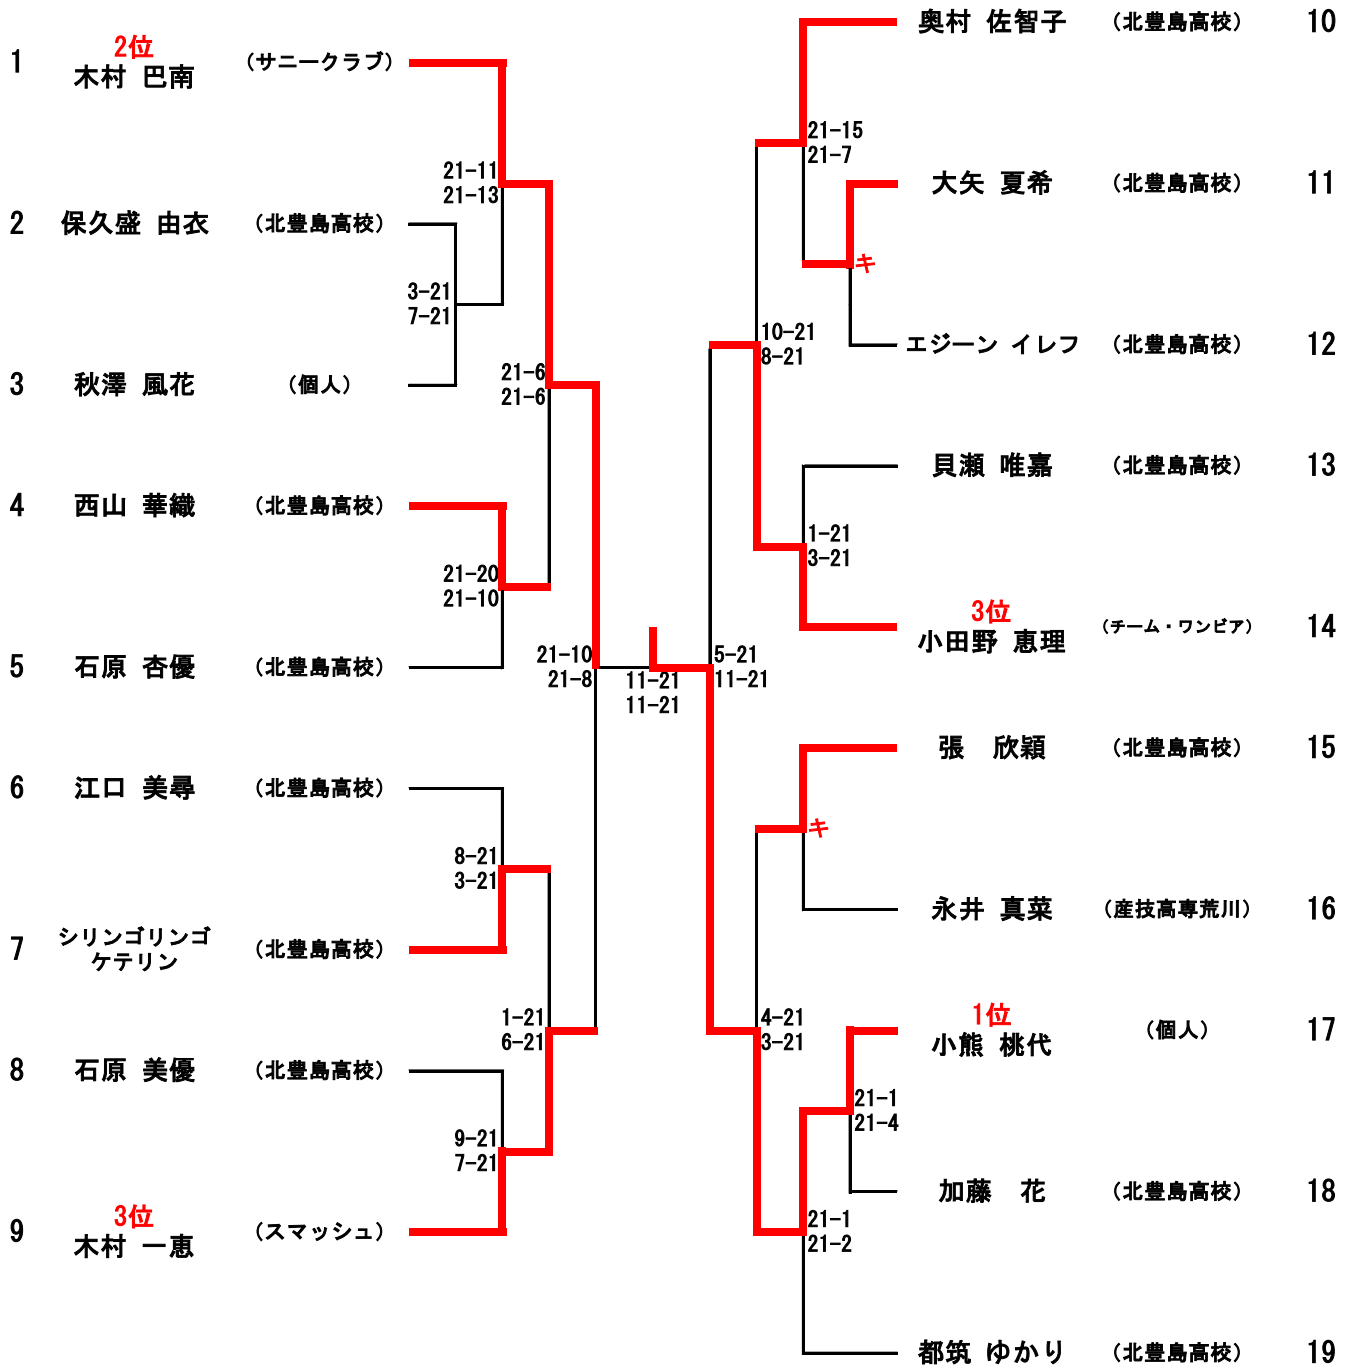 1 2位 木村 巴南 (サニークラブ)
21-11
21-13
2 保久盛 由衣 (北豊島高校)
3-21
7-21
3 秋澤 風花 (個人)
21-6
21-6
4 西山 華織 (北豊島高校)
21-20
21-10
5 石原 杏優 (北豊島高校)
21-10
21-8
6 江口 美尋 (北豊島高校)
8-21
3-21
7 シリンゴリンゴ ケテリン (北豊島高校)
1-21
6-21
8 石原 美優 (北豊島高校)
9-21
7-21
9 3位 木村 一恵 (スマッシュ)
11-21
11-21
奥村 佐智子 (北豊島高校) 10
21-15
21-7
大矢 夏希 (北豊島高校) 11
キ
エジーン イレフ (北豊島高校) 12
10-21
8-21
貝瀬 唯嘉 (北豊島高校) 13
1-21
3-21
3位 小田野 恵理 (チーム・ワンピア) 14
5-21
11-21
張 欣穎 (北豊島高校) 15
キ
永井 真菜 (産技高専荒川) 16
4-21
3-21
1位 小熊 桃代 (個人) 17
21-1
21-4
加藤 花 (北豊島高校) 18
21-1
21-2
都筑 ゆかり (北豊島高校) 19